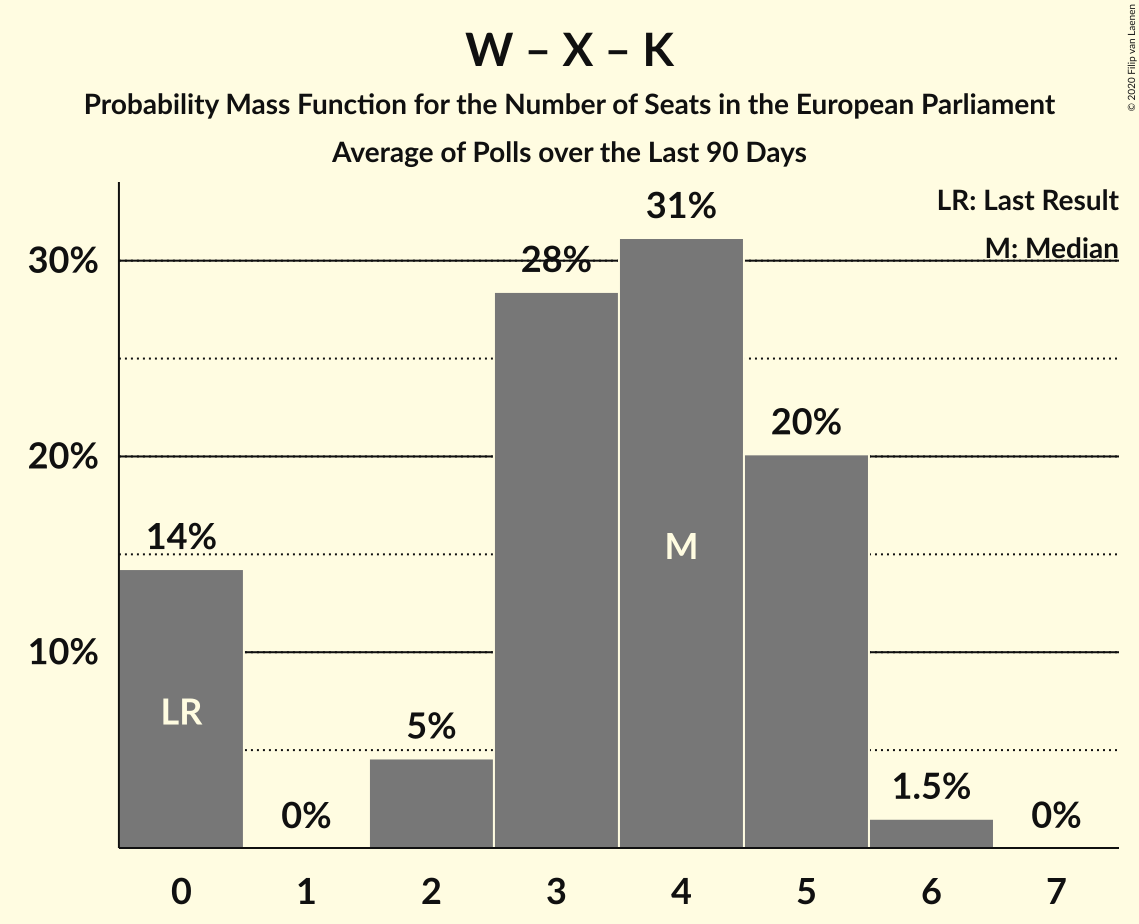 W – X – K
Probability Mass Function for the Number of Seats in the European Parliament
Average of Polls over the Last 90 Days
© 2020 Filip van Laenen
LR: Last Result
M: Median
30%
20%
10%
14%
0%
5%
28%
31%
20%
1.5%
0%
LR
M
0 1 2 3 4 5 6 7